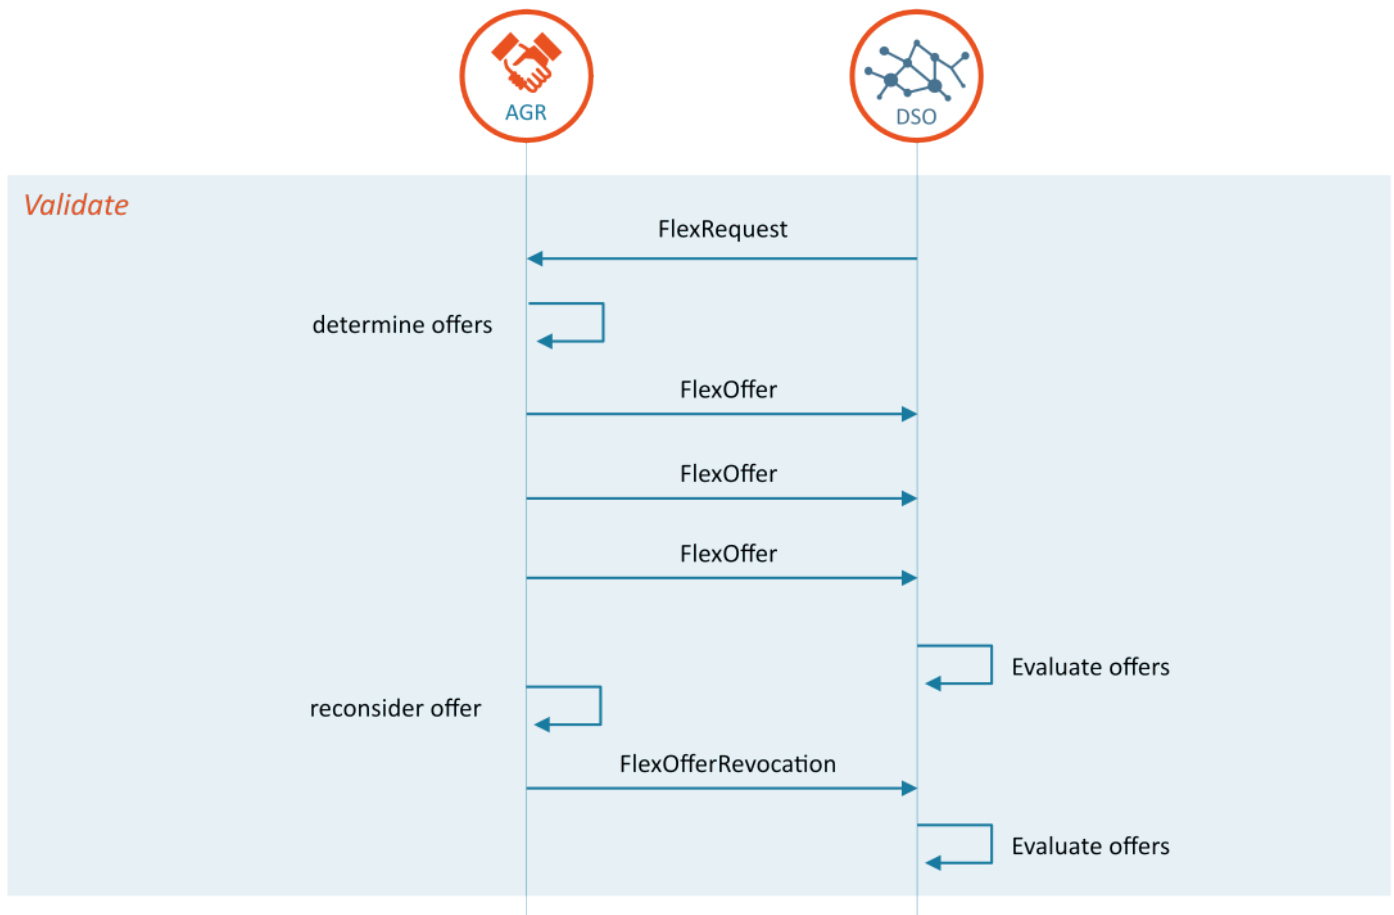 AGR
DSO
Validate
FlexRequest
determine offers
FlexOffer
FlexOffer
FlexOffer
Evaluate offers
reconsider offer
FlexOfferRevocation
Evaluate offers